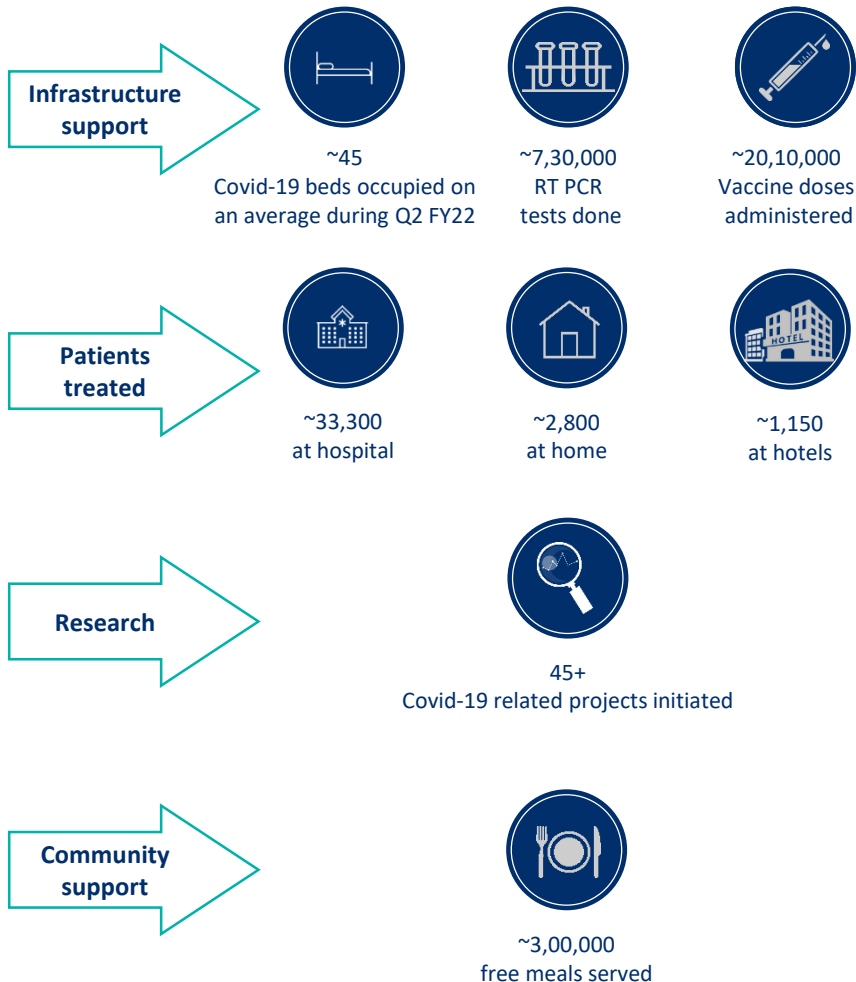 Infrastructure
support
~45
Covid-19 beds occupied on
an average during Q2 FY22
~7,30,000
RT PCR
tests done
~20,10,000
Vaccine doses
administered
Patients
treated
~33,300
at hospital
~2,800
at home
HOTEL
~1,150
at hotels
Research
45+
Covid-19 related projects initiated
Community
support
~3,00,000
free meals served